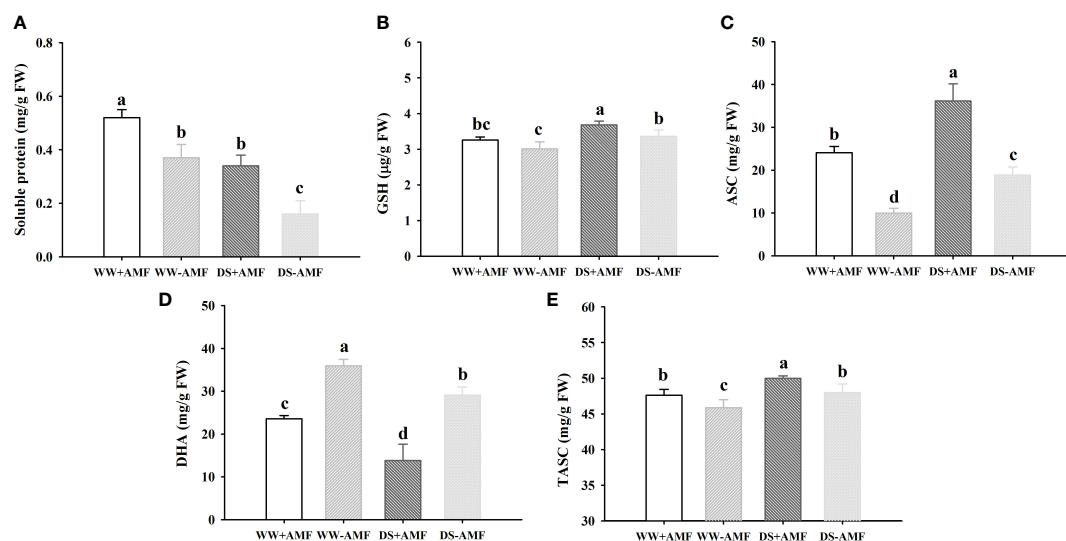 A
Soluble protein (mg/g FW)
0.8
0.6
0.4
0.2
0.0
a
b
b
c
WW+AMF WW-AMF DS+AMF DS-AMF
B
GSH (µg/g FW)
6
5
4
3
2
1
0
bc
c
a
b
WW+AMF WW-AMF DS+AMF DS-AMF
C
ASC (mg/g FW)
50
40
30
20
10
0
b
d
a
c
WW+AMF WW-AMF DS+AMF DS-AMF
D
DHA (mg/g FW)
50
40
30
20
10
0
c
a
d
b
WW+AMF WW-AMF DS+AMF DS-AMF
E
TASC (mg/g FW)
60
55
50
45
40
35
30
b
c
a
b
WW+AMF WW-AMF DS+AMF DS-AMF